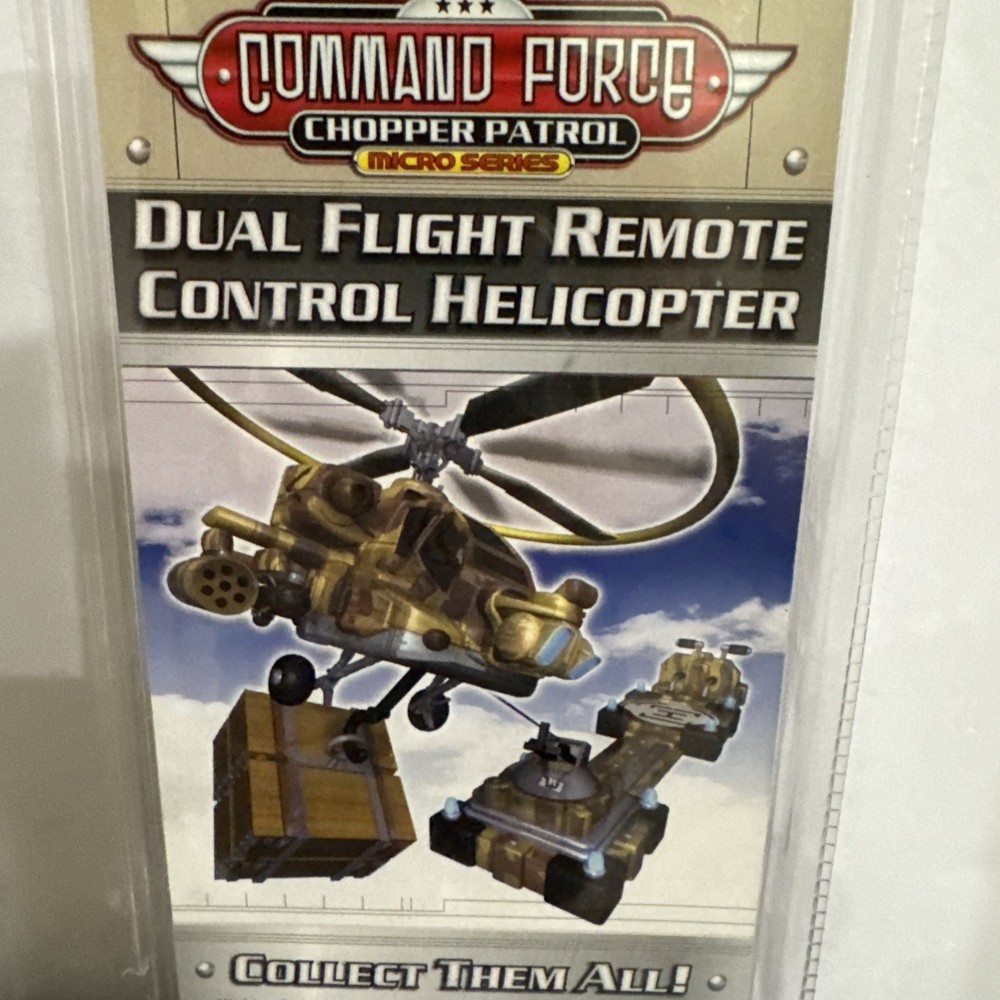 COMMAND FORCE
CHOPPER PATROL
MICRO SERIES
DUAL FLIGHT REMOTE
CONTROL HELICOPTER
H
COLLECT THEM ALL!